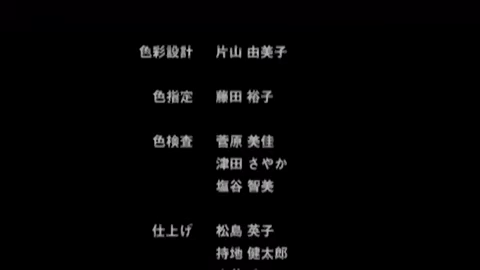 色彩設計 片山 由美子
色指定 藤田 裕子
色検査 菅原 美佳
津田 さやか
塩谷 智美
仕上げ 松島 英子
持地 健太郎